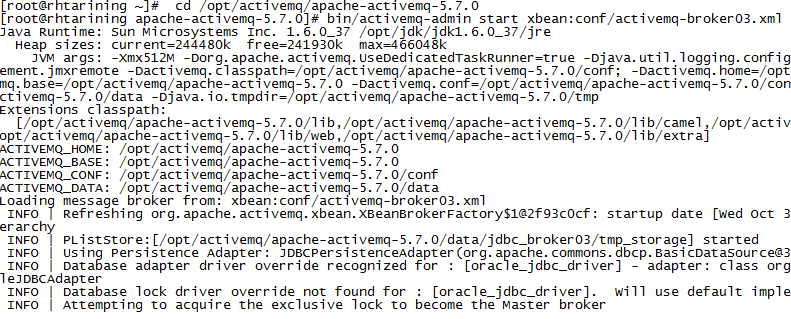 [root@rhtarining ~]#  cd /opt/activemq/apache-activemq-5.7.0
[root@rhtarining apache-activemq-5.7.0]# bin/activemq-admin start xbean:conf/activemq-broker03.xml
Java Runtime: Sun Microsystems Inc. 1.6.0_37 /opt/jdk/jdk1.6.0_37/jre
  Heap sizes: current=244480k  free=241930k  max=466048k
    JVM args: -Xmx512M -Dorg.apache.activemq.UseDedicatedTaskRunner=true -Djava.util.logging.config
ement.jmxremote -Dactivemq.classpath=/opt/activemq/apache-activemq-5.7.0/conf; -Dactivemq.home=/opt
mq.base=/opt/activemq/apache-activemq-5.7.0 -Dactivemq.conf=/opt/activemq/apache-activemq-5.7.0/con
ctivemq-5.7.0/data -Djava.io.tmpdir=/opt/activemq/apache-activemq-5.7.0/tmp
Extensions classpath:
  [/opt/activemq/apache-activemq-5.7.0/lib,/opt/activemq/apache-activemq-5.7.0/lib/camel,/opt/activ
opt/activemq/apache-activemq-5.7.0/lib/web,/opt/activemq/apache-activemq-5.7.0/lib/extra]
ACTIVEMQ_HOME: /opt/activemq/apache-activemq-5.7.0
ACTIVEMQ_BASE: /opt/activemq/apache-activemq-5.7.0
ACTIVEMQ_CONF: /opt/activemq/apache-activemq-5.7.0/conf
ACTIVEMQ_DATA: /opt/activemq/apache-activemq-5.7.0/data
Loading message broker from: xbean:conf/activemq-broker03.xml
 INFO | Refreshing org.apache.activemq.xbean.XBeanBrokerFactory$1@2f93c0cf: startup date [Wed Oct 3
erarchy
 INFO | PListStore:[/opt/activemq/apache-activemq-5.7.0/data/jdbc_broker03/tmp_storage] started
 INFO | Using Persistence Adapter: JDBCPersistenceAdapter(org.apache.commons.dbcp.BasicDataSource@3
 INFO | Database adapter driver override recognized for : [oracle_jdbc_driver] - adapter: class org
leJDBCAdapter
 INFO | Database lock driver override not found for : [oracle_jdbc_driver].  Will use default imple
 INFO | Attempting to acquire the exclusive lock to become the Master broker